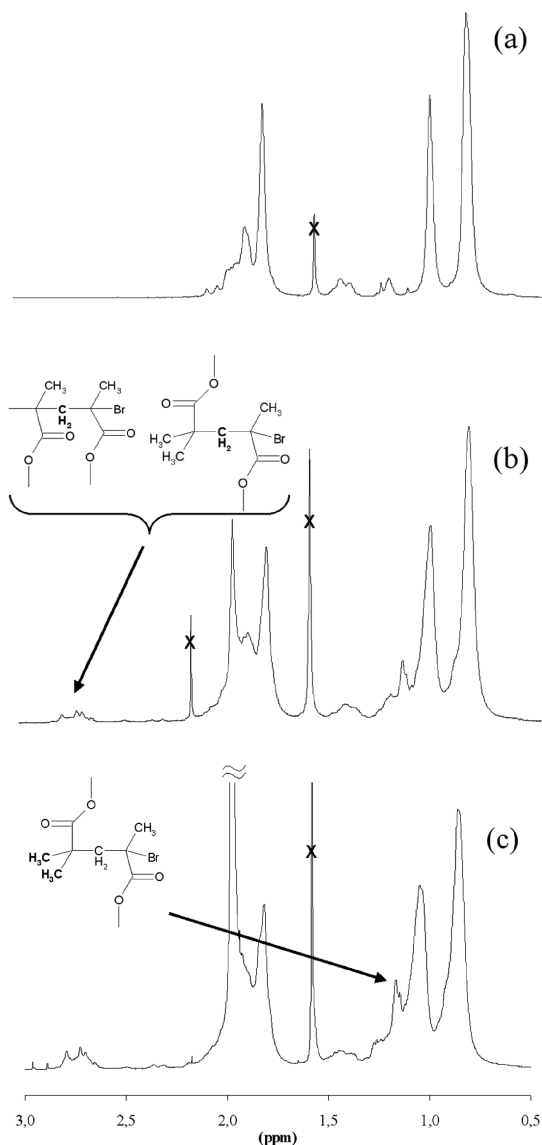 (a)
X
CH₃ CH₃
C Br
H₂
O O
O O
O
O CH₃
H₃C C Br
H₃C H₂ O
O
(b)
X
X
O
O CH₃
H₃C C Br
H₃C H₂ O
O
(c)
X
3,0 2,5 2,0 1,5 1,0 0,5
(ppm)